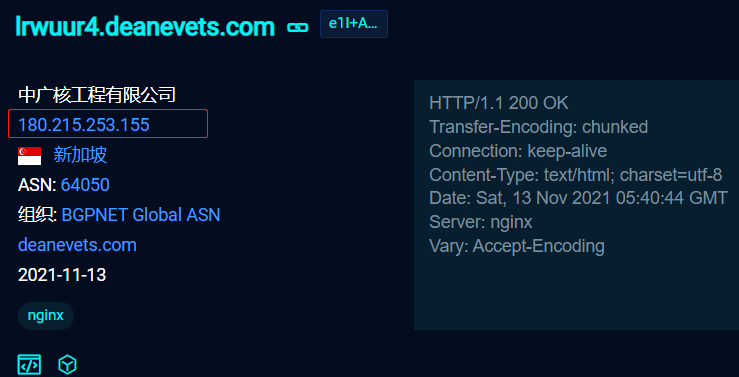 lrwuur4.deanevets.com
e1I+A...
中广核工程有限公司
180.215.253.155
新加坡
ASN: 64050
组织: BGPNET Global ASN
deanevets.com
2021-11-13
nginx
HTTP/1.1 200 OK
Transfer-Encoding: chunked
Connection: keep-alive
Content-Type: text/html; charset=utf-8
Date: Sat, 13 Nov 2021 05:40:44 GMT
Server: nginx
Vary: Accept-Encoding